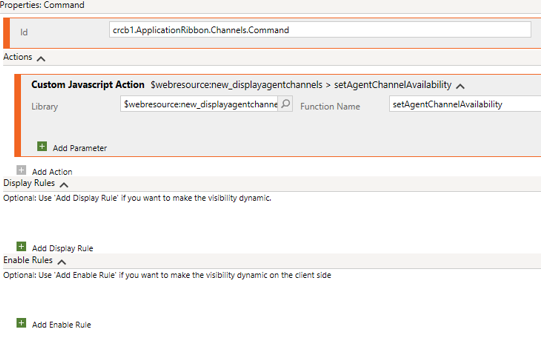 Properties: Command
Id crcb1.ApplicationRibbon.Channels.Command
Actions
Custom Javascript Action $webresource:new_displayagentchannels > setAgentChannelAvailability
Library $webresource:new_displayagentchanne Function Name setAgentChannelAvailability
Add Parameter
Add Action
Display Rules
Optional: Use 'Add Display Rule' if you want to make the visibility dynamic.
Add Display Rule
Enable Rules
Optional: Use 'Add Enable Rule' if you want to make the visibility dynamic on the client side
Add Enable Rule